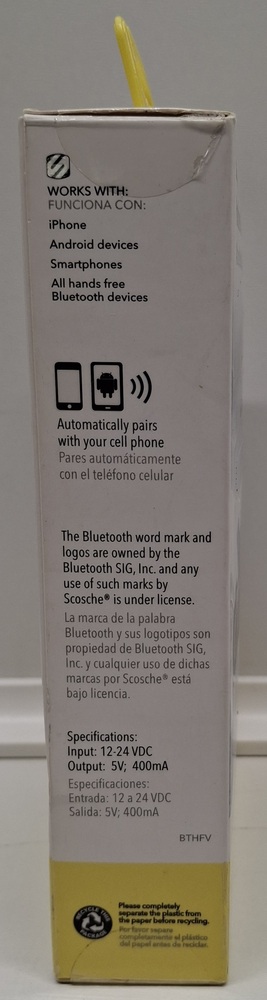 WORKS WITH:
FUNCIONA CON:
iPhone
Android devices
Smartphones
All hands free
Bluetooth devices
Automatically pairs
with your cell phone
Pares automáticamente
con el teléfono celular
The Bluetooth word mark and
logos are owned by the
Bluetooth SIG, Inc. and any
use of such marks by
Scosche® is under license.
La marca de la palabra
Bluetooth y sus logotipos son
propiedad de Bluetooth SIG,
Inc. y cualquier uso de dichas
marcas por Scosche® está
bajo licencia.
Specifications:
Input: 12-24 VDC
Output: 5V; 400mA
Especificaciones:
Entrada: 12 a 24 VDC
Salida: 5V; 400mA
BTHFV
RECYCLE THIS
PACKAGE
Please completely
separate the plastic from
the paper before recycling.
Por favor separe
completamente el plástico
del papel antes de reciclar.